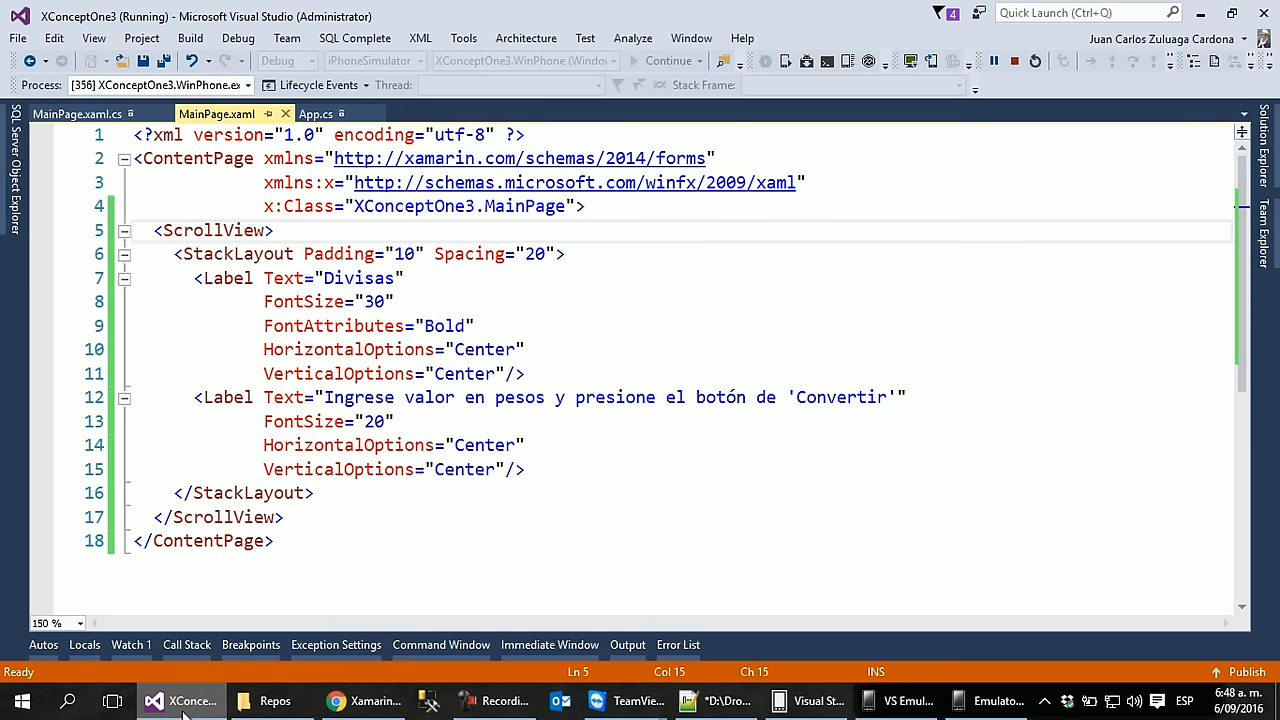 XConceptOne3 (Running) - Microsoft Visual Studio (Administrator)
4
Quick Launch (Ctrl+Q)
File Edit View Project Build Debug Team SQL Complete XML Tools Architecture Test Analyze Window Help
Juan Carlos Zuluaga Cardona
Debug iPhoneSimulator XConceptOne3.WinPhone (Window Continue
Process: [356] XConceptOne3.WinPhone.ex Lifecycle Events Thread: Stack Frame:
MainPage.xaml.cs MainPage.xaml App.cs
SQL Server Object Explorer
Solution Explorer
Team Explorer
1 <?xml version="1.0" encoding="utf-8" ?>
2 <ContentPage xmlns="http://xamarin.com/schemas/2014/forms"
3 xmlns:x="http://schemas.microsoft.com/winfx/2009/xaml"
4 x:Class="XConceptOne3.MainPage">
5 <ScrollView>
6 <StackLayout Padding="10" Spacing="20">
7 <Label Text="Divisas"
8 FontSize="30"
9 FontAttributes="Bold"
10 HorizontalOptions="Center"
11 VerticalOptions="Center"/>
12 <Label Text="Ingrese valor en pesos y presione el botón de 'Convertir'"
13 FontSize="20"
14 HorizontalOptions="Center"
15 VerticalOptions="Center"/>
16 </StackLayout>
17 </ScrollView>
18 </ContentPage>
150 %
Autos Locals Watch 1 Call Stack Breakpoints Exception Settings Command Window Immediate Window Output Error List
Ready Ln 5 Col 15 Ch 15 INS Publish
XConce... Repos Xamarin... Recordin... TeamVie... *D:\Dro... Visual St... VS Emul... Emulato... ESP
6:48 a. m.
6/09/2016